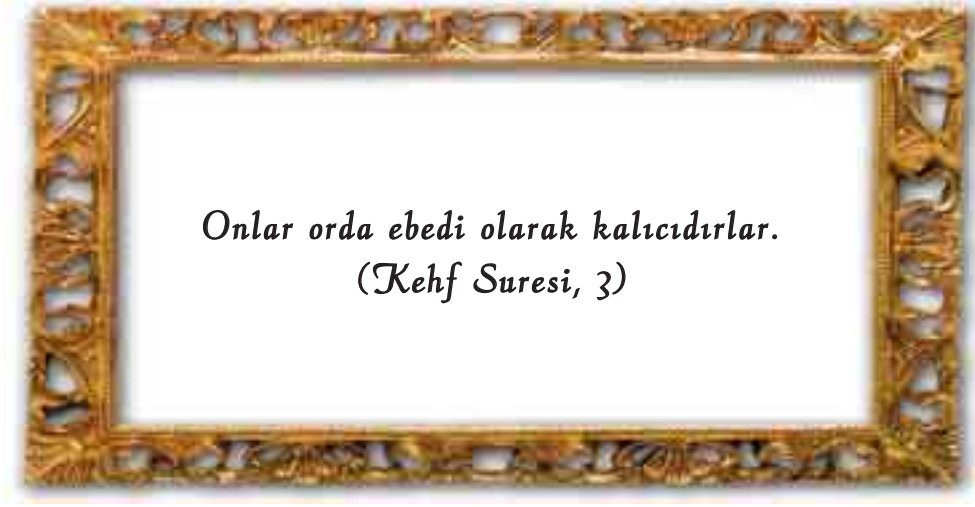 Onlar orda ebedi olarak kalıcıdırlar.
(Kehf Suresi, 3)